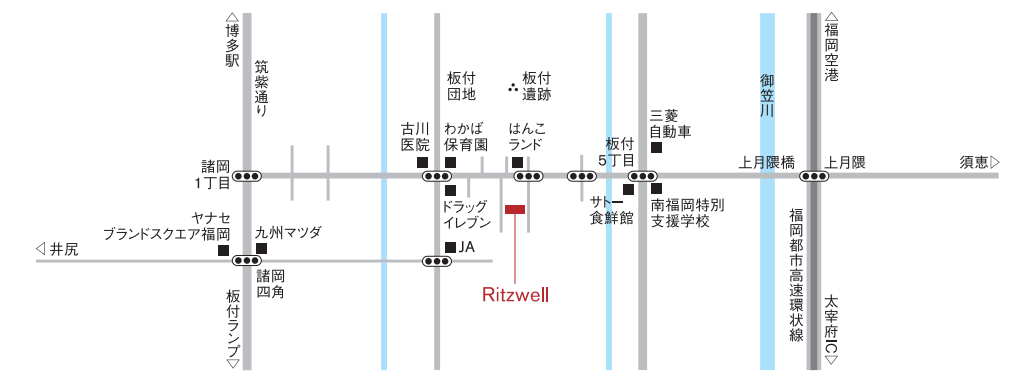 博多駅
筑紫通り
板付
団地
板付
遺跡
御笠川
福岡空港
古川
医院
わかば
保育園
はんこ
ランド
板付
5丁目
三菱
自動車
上月隈橋
上月隈
須恵
諸岡
1丁目
ドラッグ
イレブン
サトー
食鮮館
南福岡特別
支援学校
ヤナセ
ブランドスクエア福岡
九州マツダ
JA
井尻
諸岡
四角
板付ランプ
Ritzwell
福岡都市高速環状線
太宰府IC